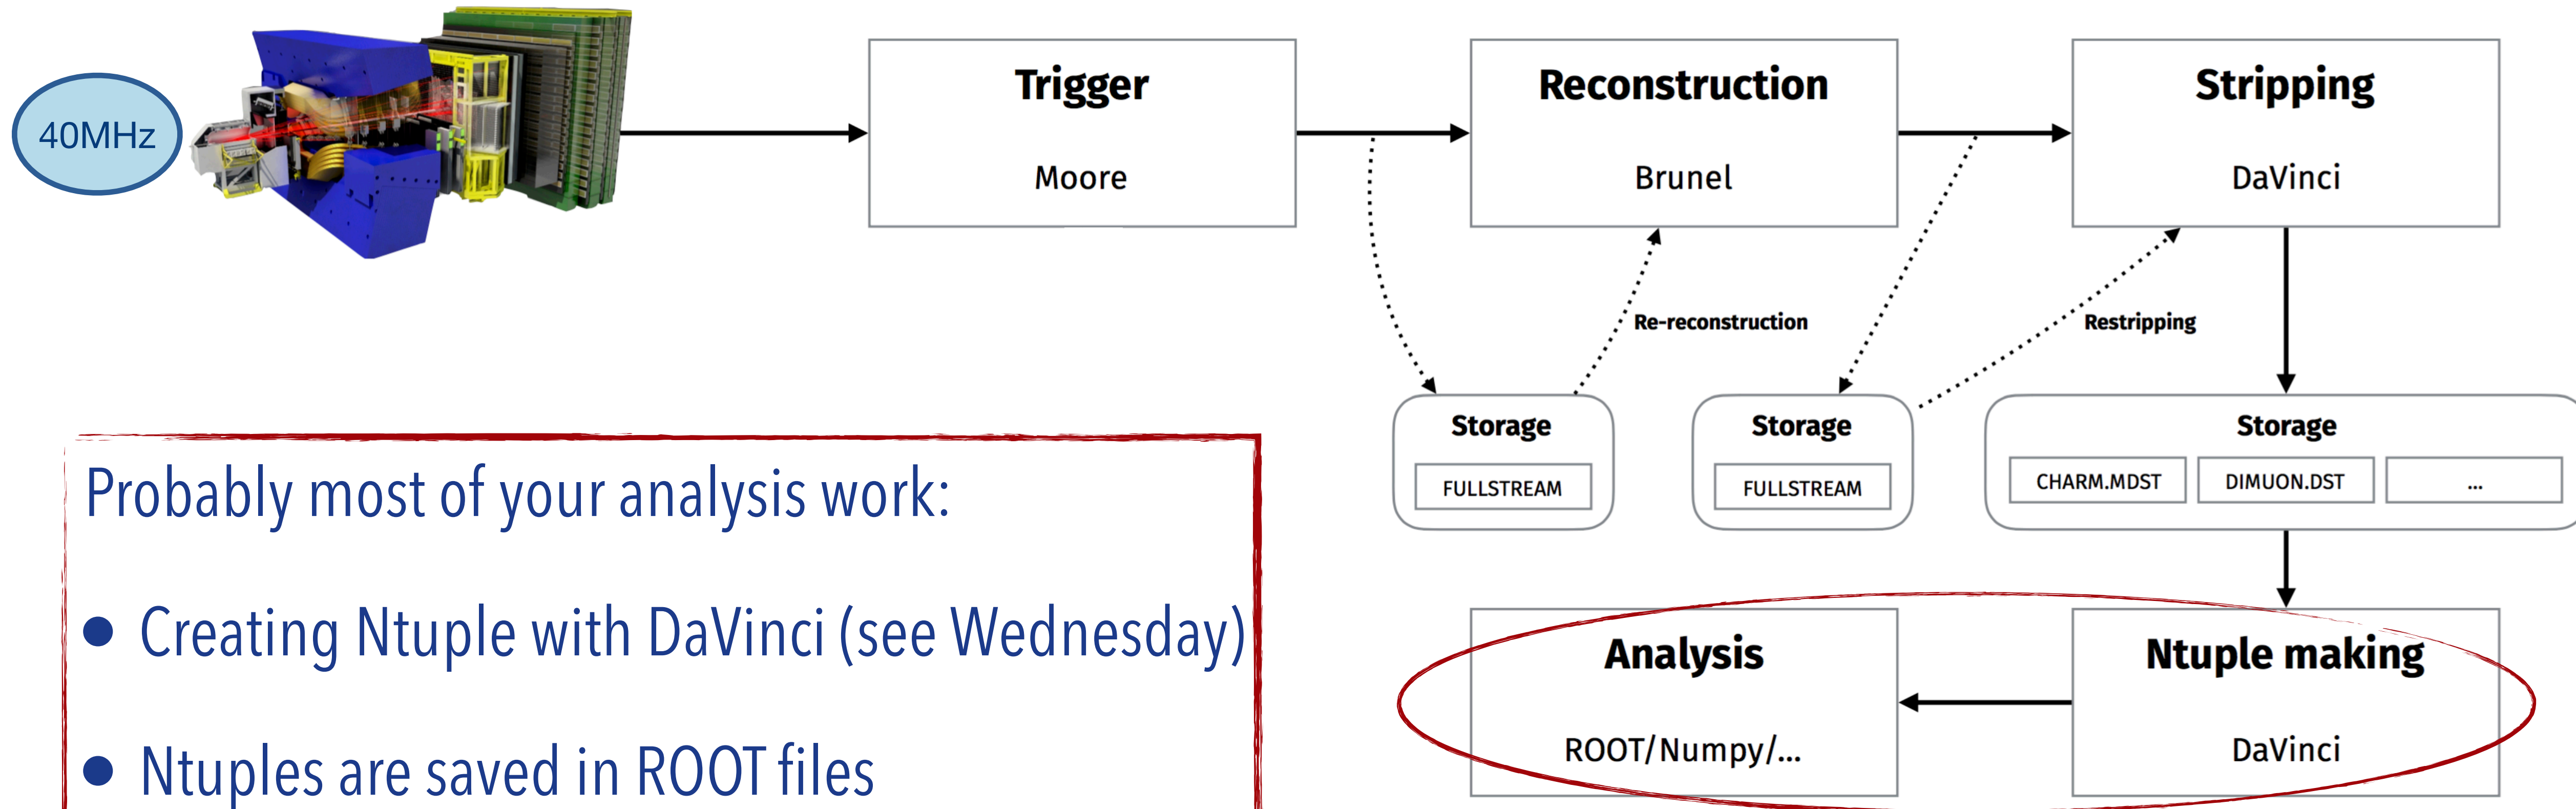 40MHz
Trigger
Moore
Reconstruction
Brunel
Stripping
DaVinci
Re-reconstruction
Restripping
Storage
FULLSTREAM
Storage
FULLSTREAM
Storage
CHARM.MDST
DIMUON.DST
...
Probably most of your analysis work:
● Creating Ntuple with DaVinci (see Wednesday)
● Ntuples are saved in ROOT files
Analysis
ROOT/Numpy/...
Ntuple making
DaVinci